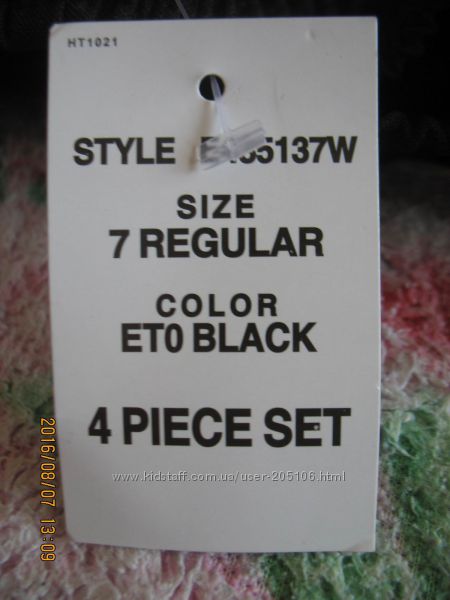 HT1021
STYLE
SIZE
7 REGULAR
COLOR
ET0 BLACK
4 PIECE SET
www.kidstaff.com.ua/user-205106.html
2016/08/07 13:09